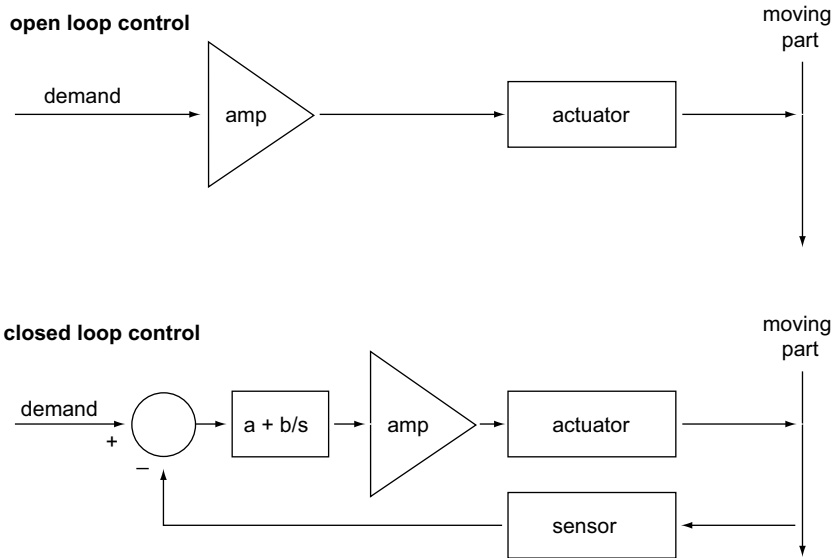 open loop control
moving
part
demand
amp
actuator
closed loop control
moving
part
demand
+
−
a + b/s
amp
actuator
sensor